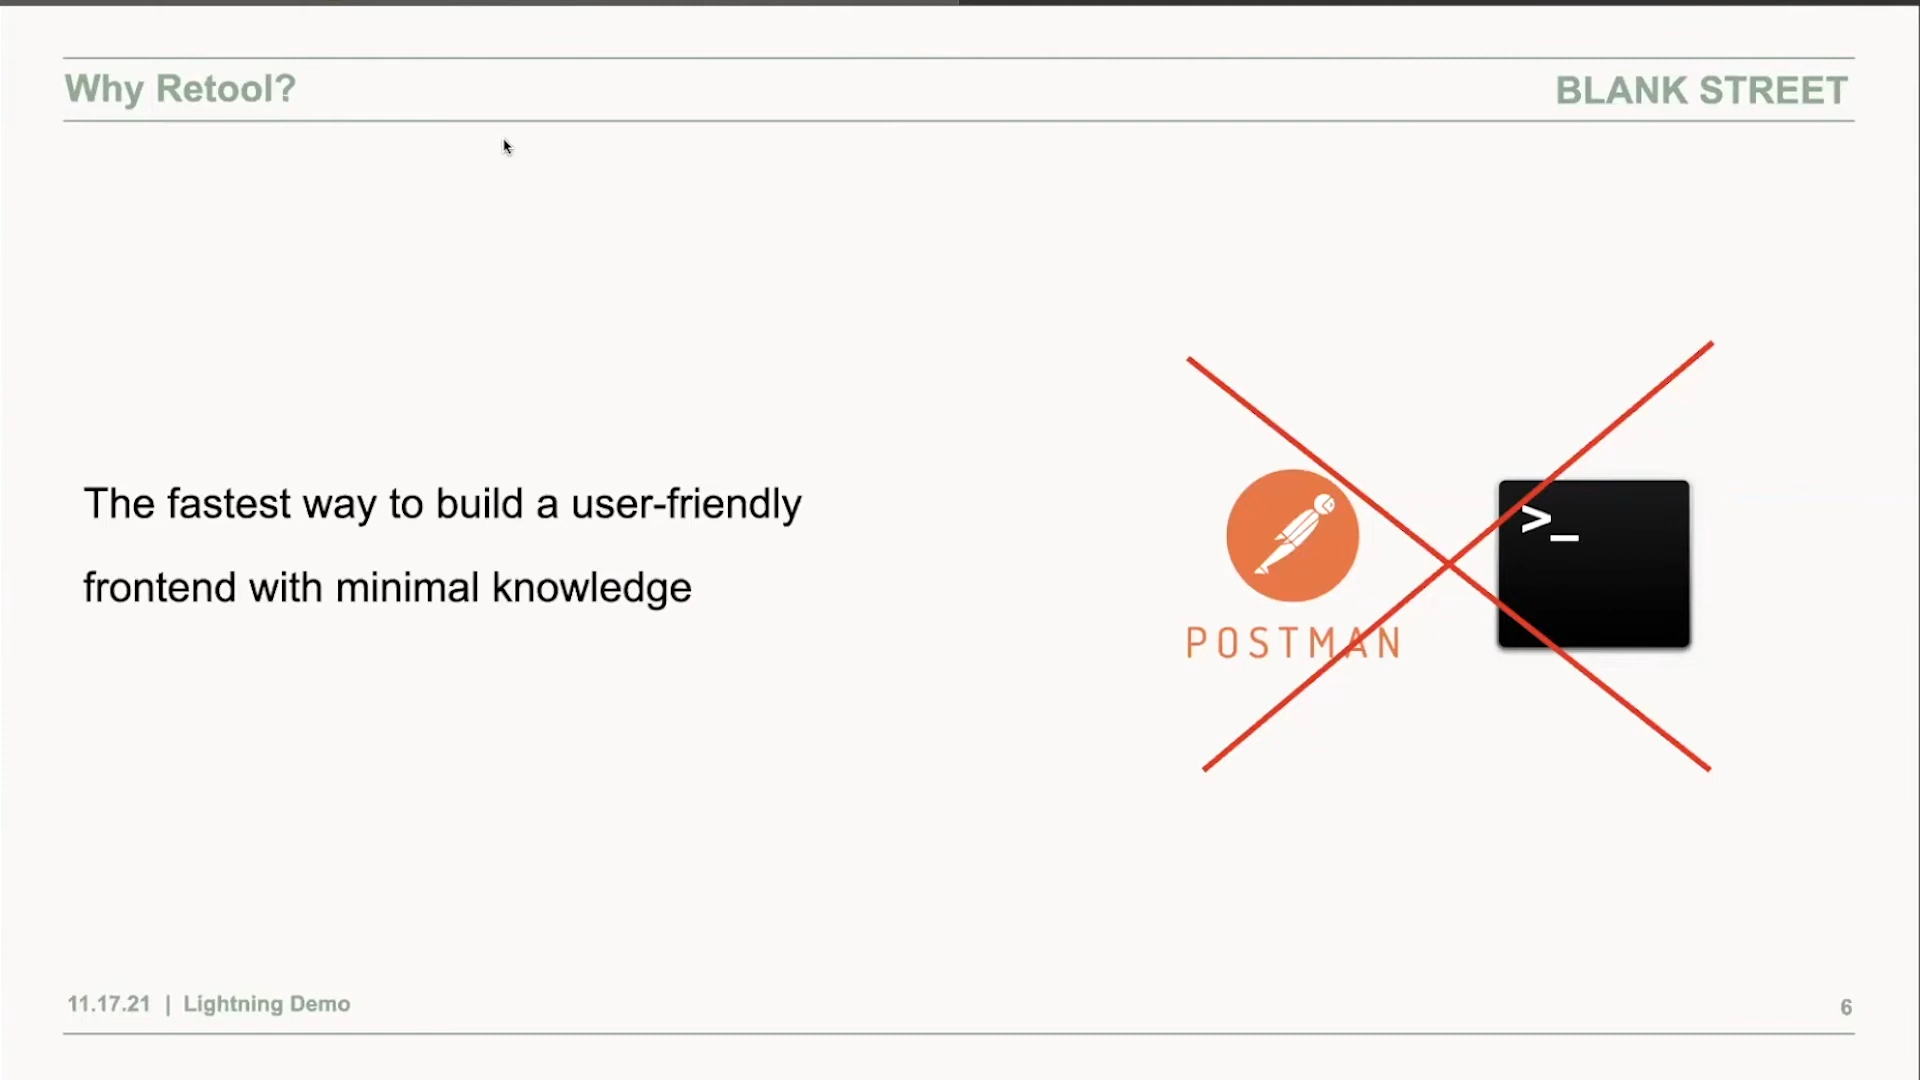 Why Retool?
BLANK STREET
The fastest way to build a user-friendly
frontend with minimal knowledge
>_
POSTMAN
11.17.21 | Lightning Demo
6